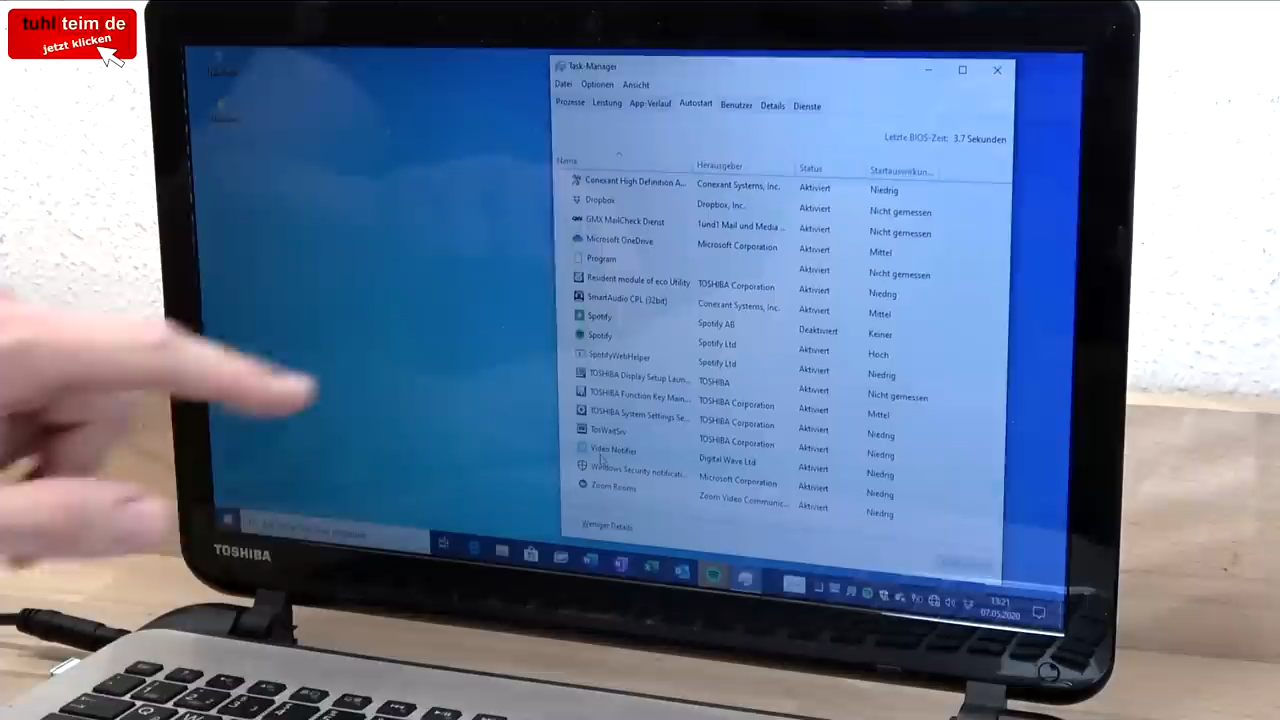 tuhl teim de
jetzt klicken
Task-Manager
Datei Optionen Ansicht
Prozesse Leistung App-Verlauf Autostart Benutzer Details Dienste
Letzte BIOS-Zeit: 3.7 Sekunden
Name Herausgeber Status Startauswirkun...
Conexant High Definition A... Conexant Systems, Inc. Aktiviert Niedrig
Dropbox Dropbox, Inc. Aktiviert Nicht gemessen
GMX MailCheck Dienst 1und1 Mail und Media ... Aktiviert Nicht gemessen
Microsoft OneDrive Microsoft Corporation Aktiviert Mittel
Program Aktiviert Nicht gemessen
Resident module of eco Utility TOSHIBA Corporation Aktiviert Niedrig
SmartAudio CPL (32bit) Conexant Systems, Inc. Aktiviert Mittel
Spotify Spotify AB Deaktiviert Keiner
Spotify Spotify Ltd Aktiviert Hoch
SpotifyWebHelper Spotify Ltd Aktiviert Niedrig
TOSHIBA Display Setup Laun... TOSHIBA Aktiviert Nicht gemessen
TOSHIBA Function Key Main... TOSHIBA Corporation Aktiviert Mittel
TOSHIBA System Settings Se... TOSHIBA Corporation Aktiviert Niedrig
TosWaitSrv TOSHIBA Corporation Aktiviert Niedrig
Video Notifier Digital Wave Ltd Aktiviert Niedrig
Windows Security notificati... Microsoft Corporation Aktiviert Niedrig
Zoom Rooms Zoom Video Communic... Aktiviert Niedrig
Weniger Details
13:21
07.05.2020
TOSHIBA